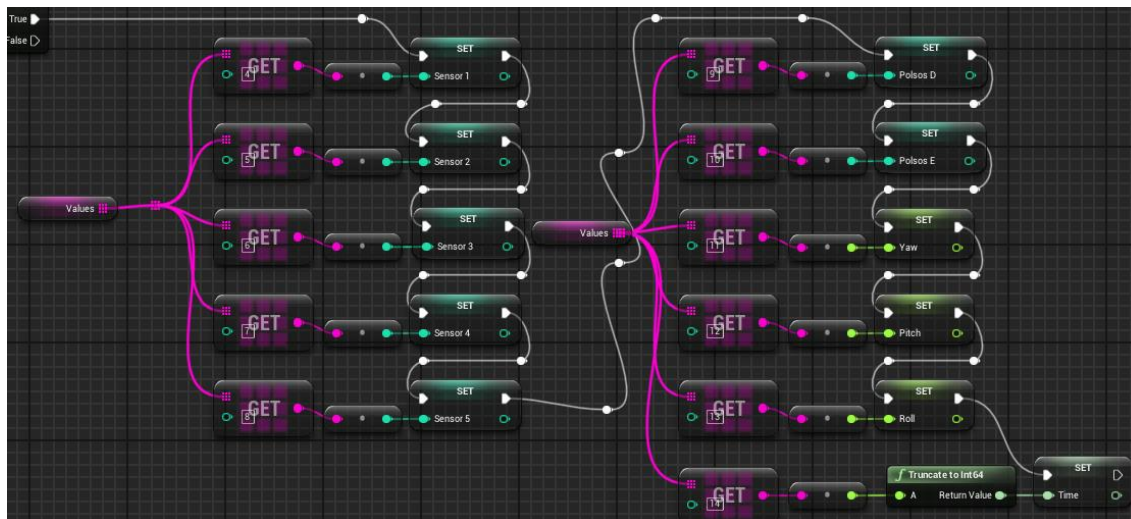 True
False
GET
4
SET
Sensor 1
GET
5
SET
Sensor 2
Values
GET
6
SET
Sensor 3
GET
7
SET
Sensor 4
GET
8
SET
Sensor 5
Values
GET
9
SET
Polsos D
GET
10
SET
Polsos E
GET
11
SET
Yaw
GET
12
SET
Pitch
GET
13
SET
Roll
GET
14
f Truncate to Int64
A Return Value
SET
Time